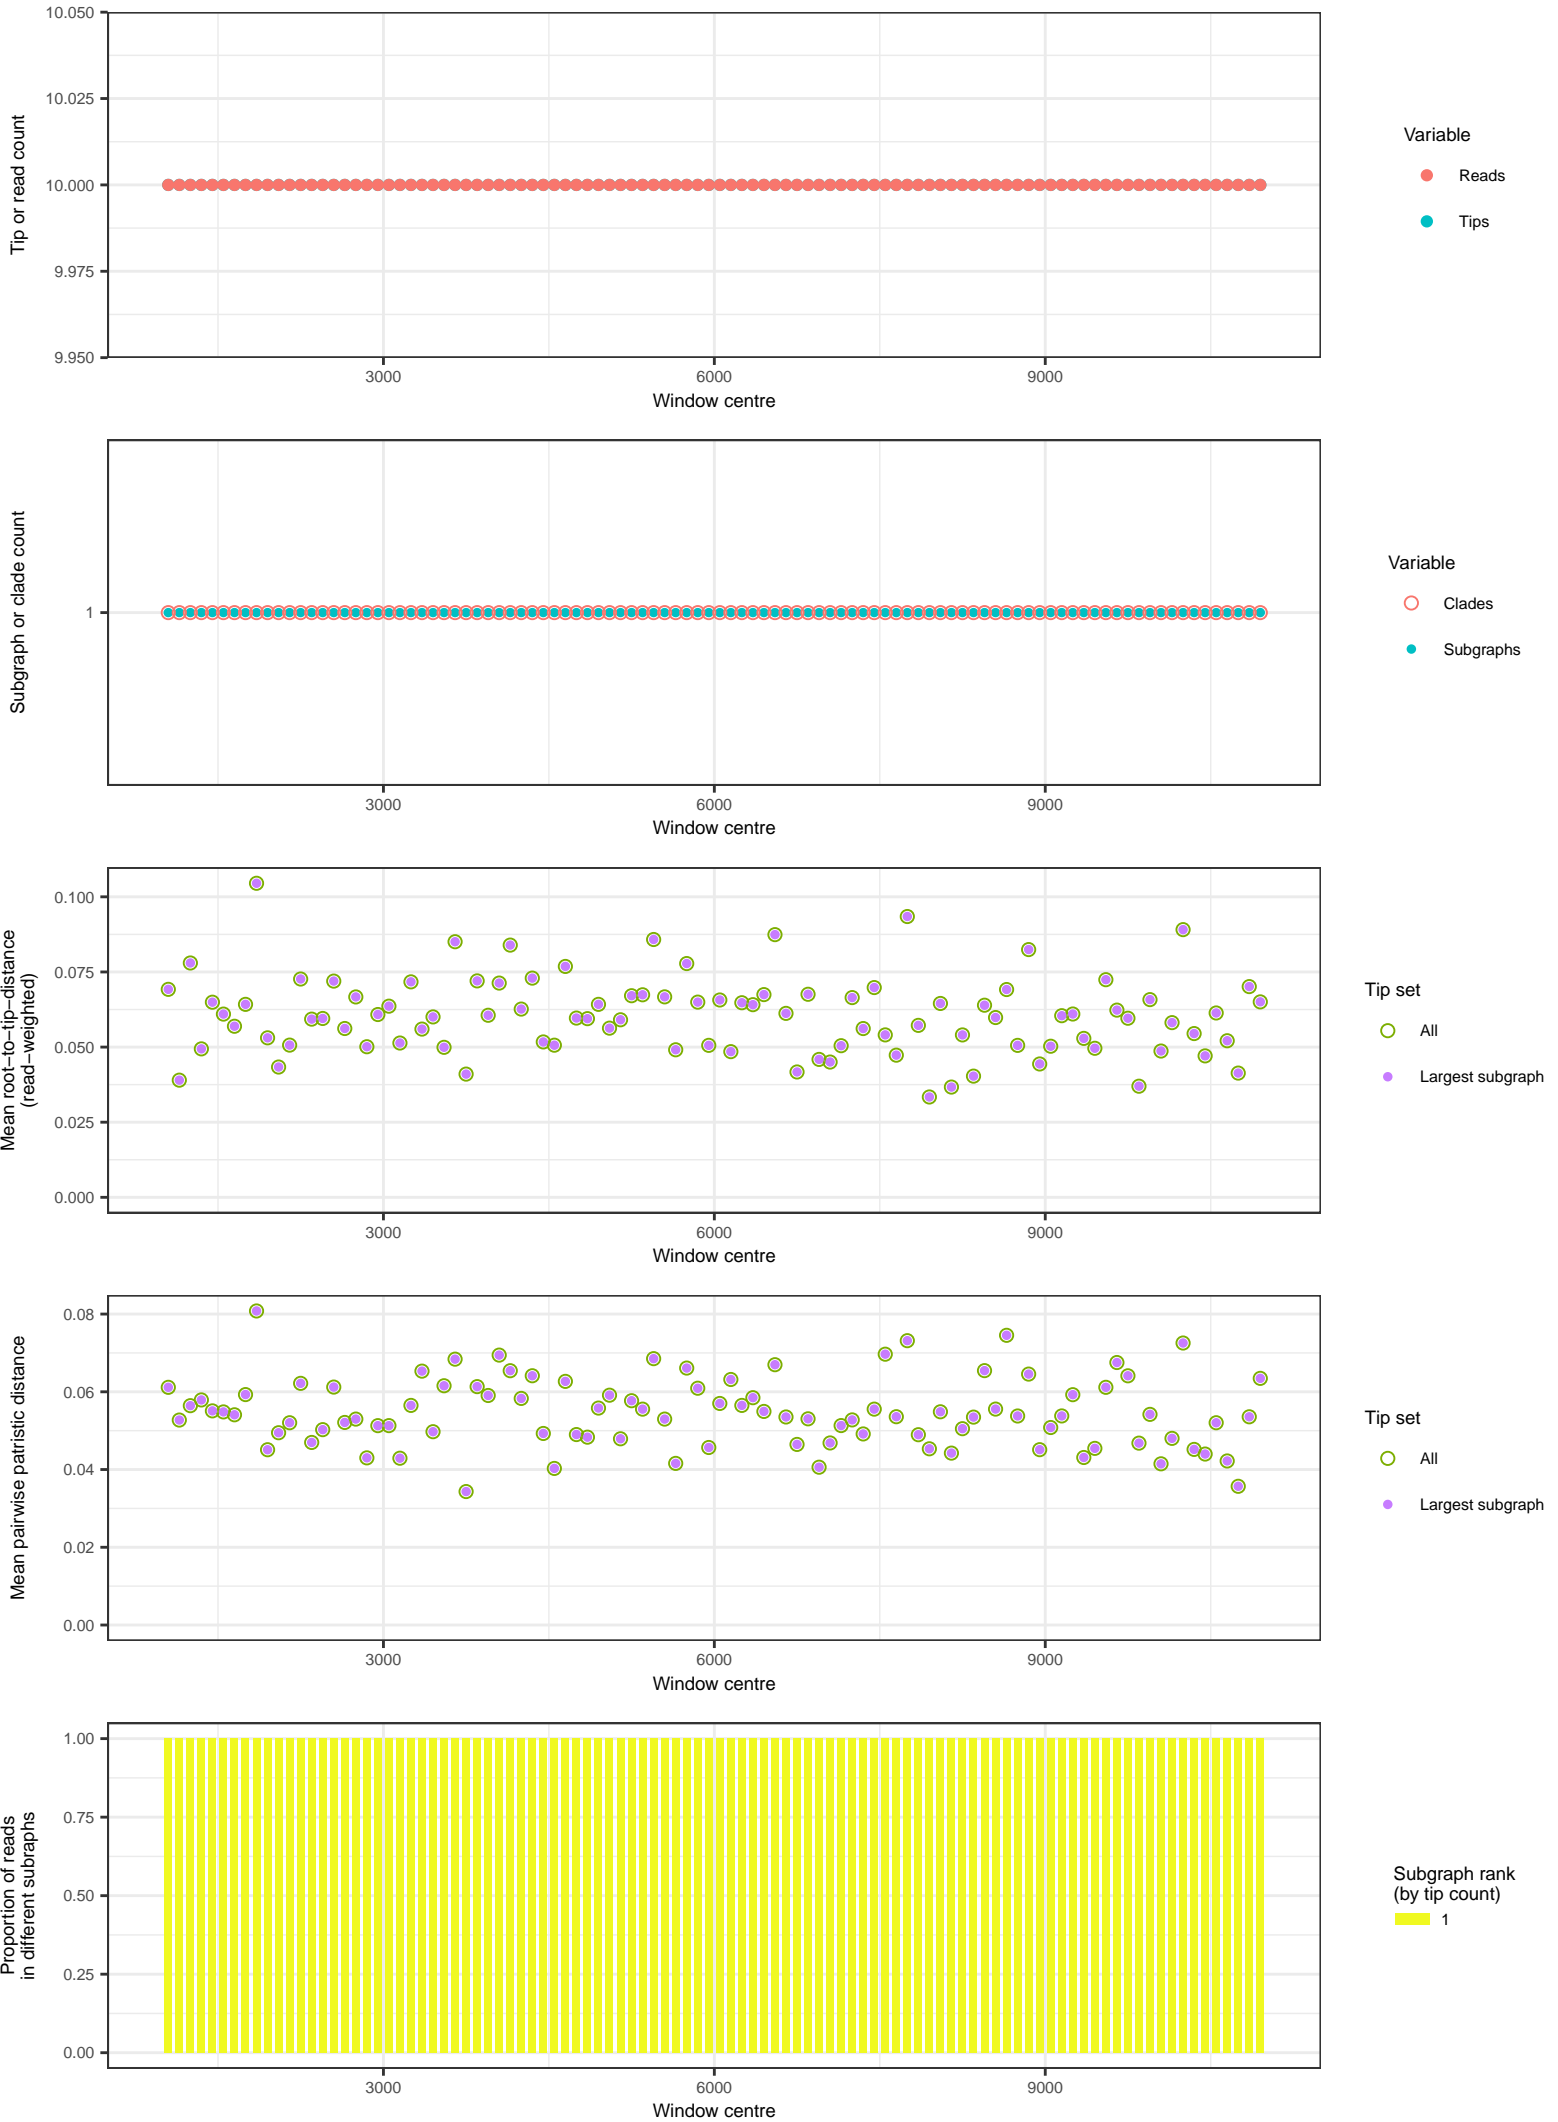 10.050
10.025
10.000
9.975
9.950
Tip or read count
3000 6000 9000
Window centre
Variable
Reads
Tips
Subgraph or clade count
1
3000 6000 9000
Window centre
Variable
Clades
Subgraphs
Mean root−to−tip−distance
(read−weighted)
0.100
0.075
0.050
0.025
0.000
3000 6000 9000
Window centre
Tip set
All
Largest subgraph
Mean pairwise patristic distance
0.08
0.06
0.04
0.02
0.00
3000 6000 9000
Window centre
Tip set
All
Largest subgraph
Proportion of reads
in different subraphs
1.00
0.75
0.50
0.25
0.00
3000 6000 9000
Window centre
Subgraph rank
(by tip count)
1